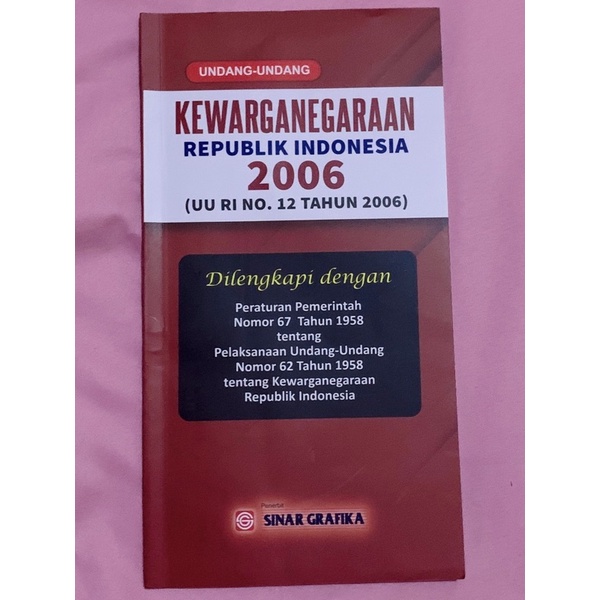 UNDANG-UNDANG
KEWARGANEGARAAN
REPUBLIK INDONESIA
2006
(UU RI NO. 12 TAHUN 2006)
Dilengkapi dengan
Peraturan Pemerintah
Nomor 67 Tahun 1958
tentang
Pelaksanaan Undang-Undang
Nomor 62 Tahun 1958
tentang Kewarganegaraan
Republik Indonesia
Penerbit
SINAR GRAFIKA